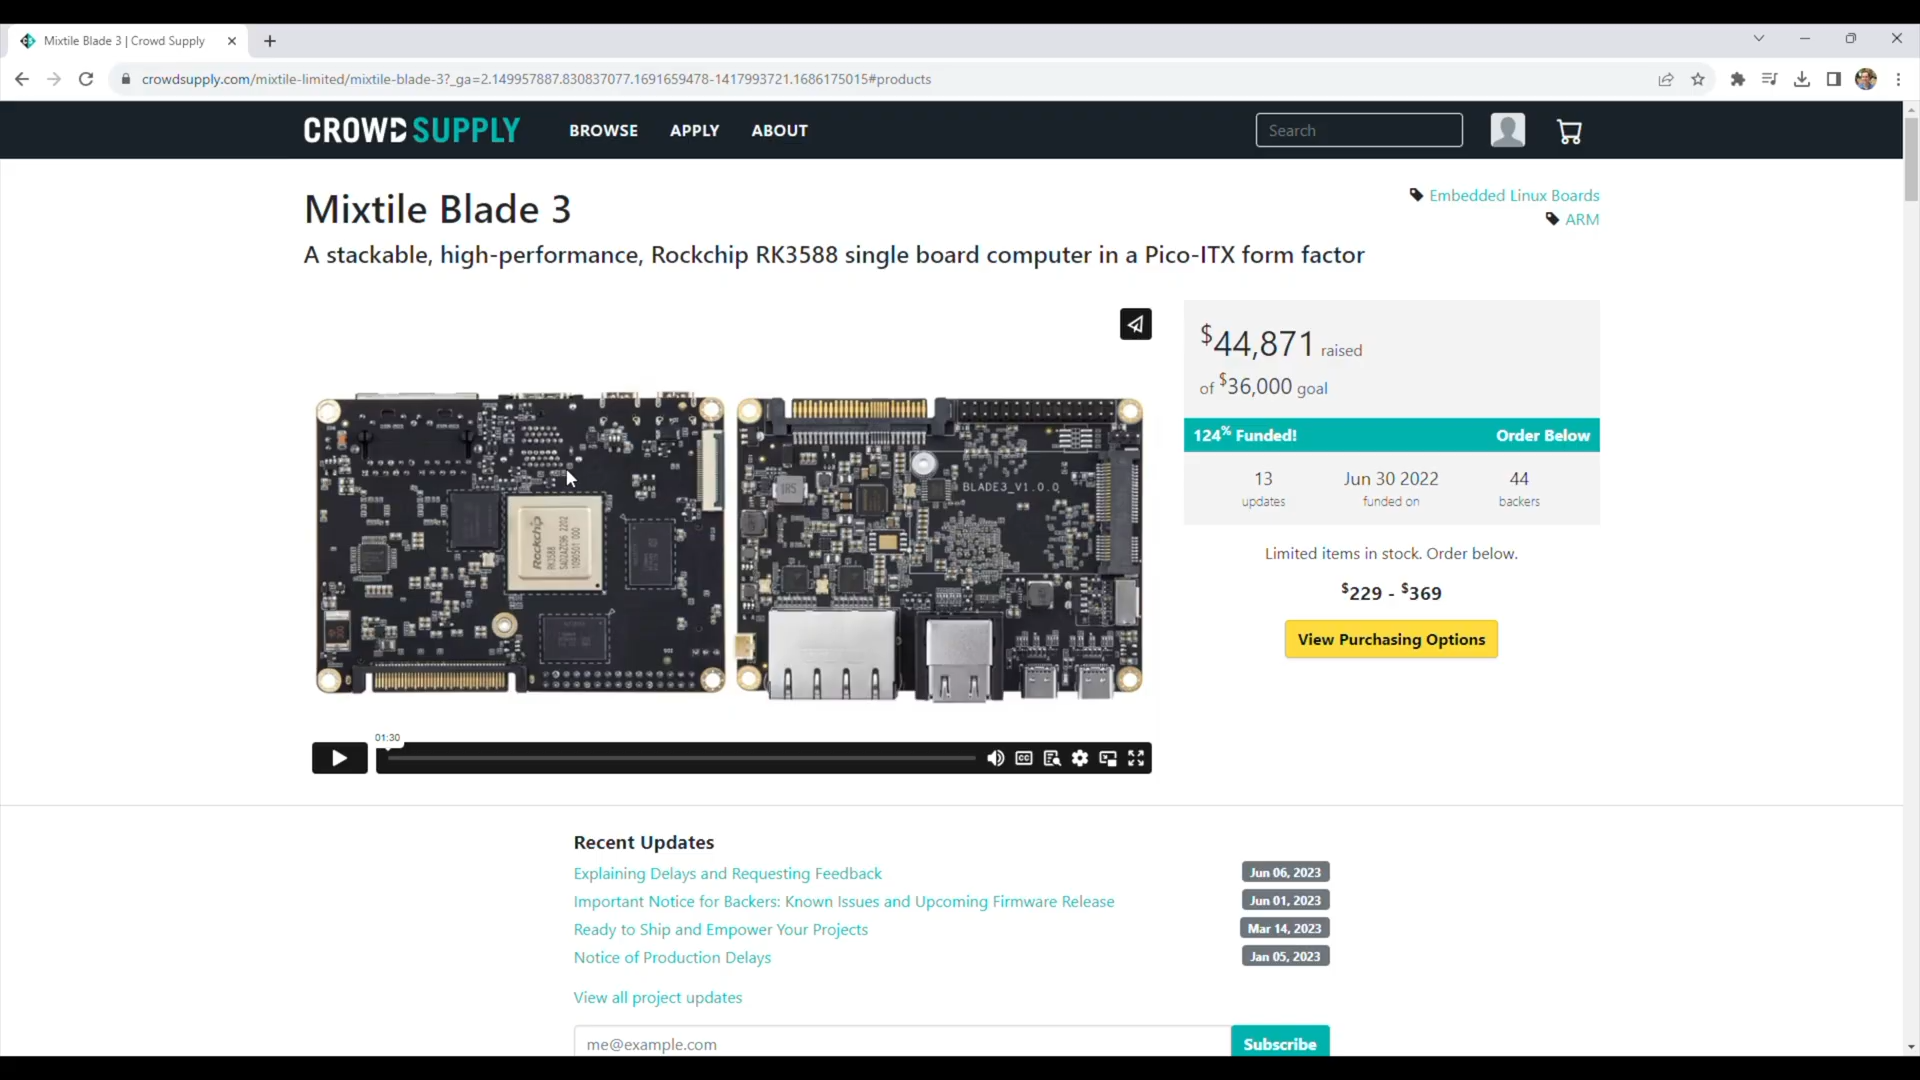 Mixtile Blade 3 | Crowd Supply
crowdsupply.com/mixtile-limited/mixtile-blade-3?_ga=2.149957887.830837077.1691659478-1417993721.1686175015#products
CROWD SUPPLY BROWSE APPLY ABOUT Search
Mixtile Blade 3
Embedded Linux Boards
ARM
A stackable, high-performance, Rockchip RK3588 single board computer in a Pico-ITX form factor
$44,871 raised
of $36,000 goal
124% Funded! Order Below
13 Jun 30 2022 44
updates funded on backers
Limited items in stock. Order below.
$229 - $369
View Purchasing Options
BLADE3_V1.0.0
Rockchip
RK3588
1R5
01:30
CC
Recent Updates
Explaining Delays and Requesting Feedback Jun 06, 2023
Important Notice for Backers: Known Issues and Upcoming Firmware Release Jun 01, 2023
Ready to Ship and Empower Your Projects Mar 14, 2023
Notice of Production Delays Jan 05, 2023
View all project updates
me@example.com Subscribe